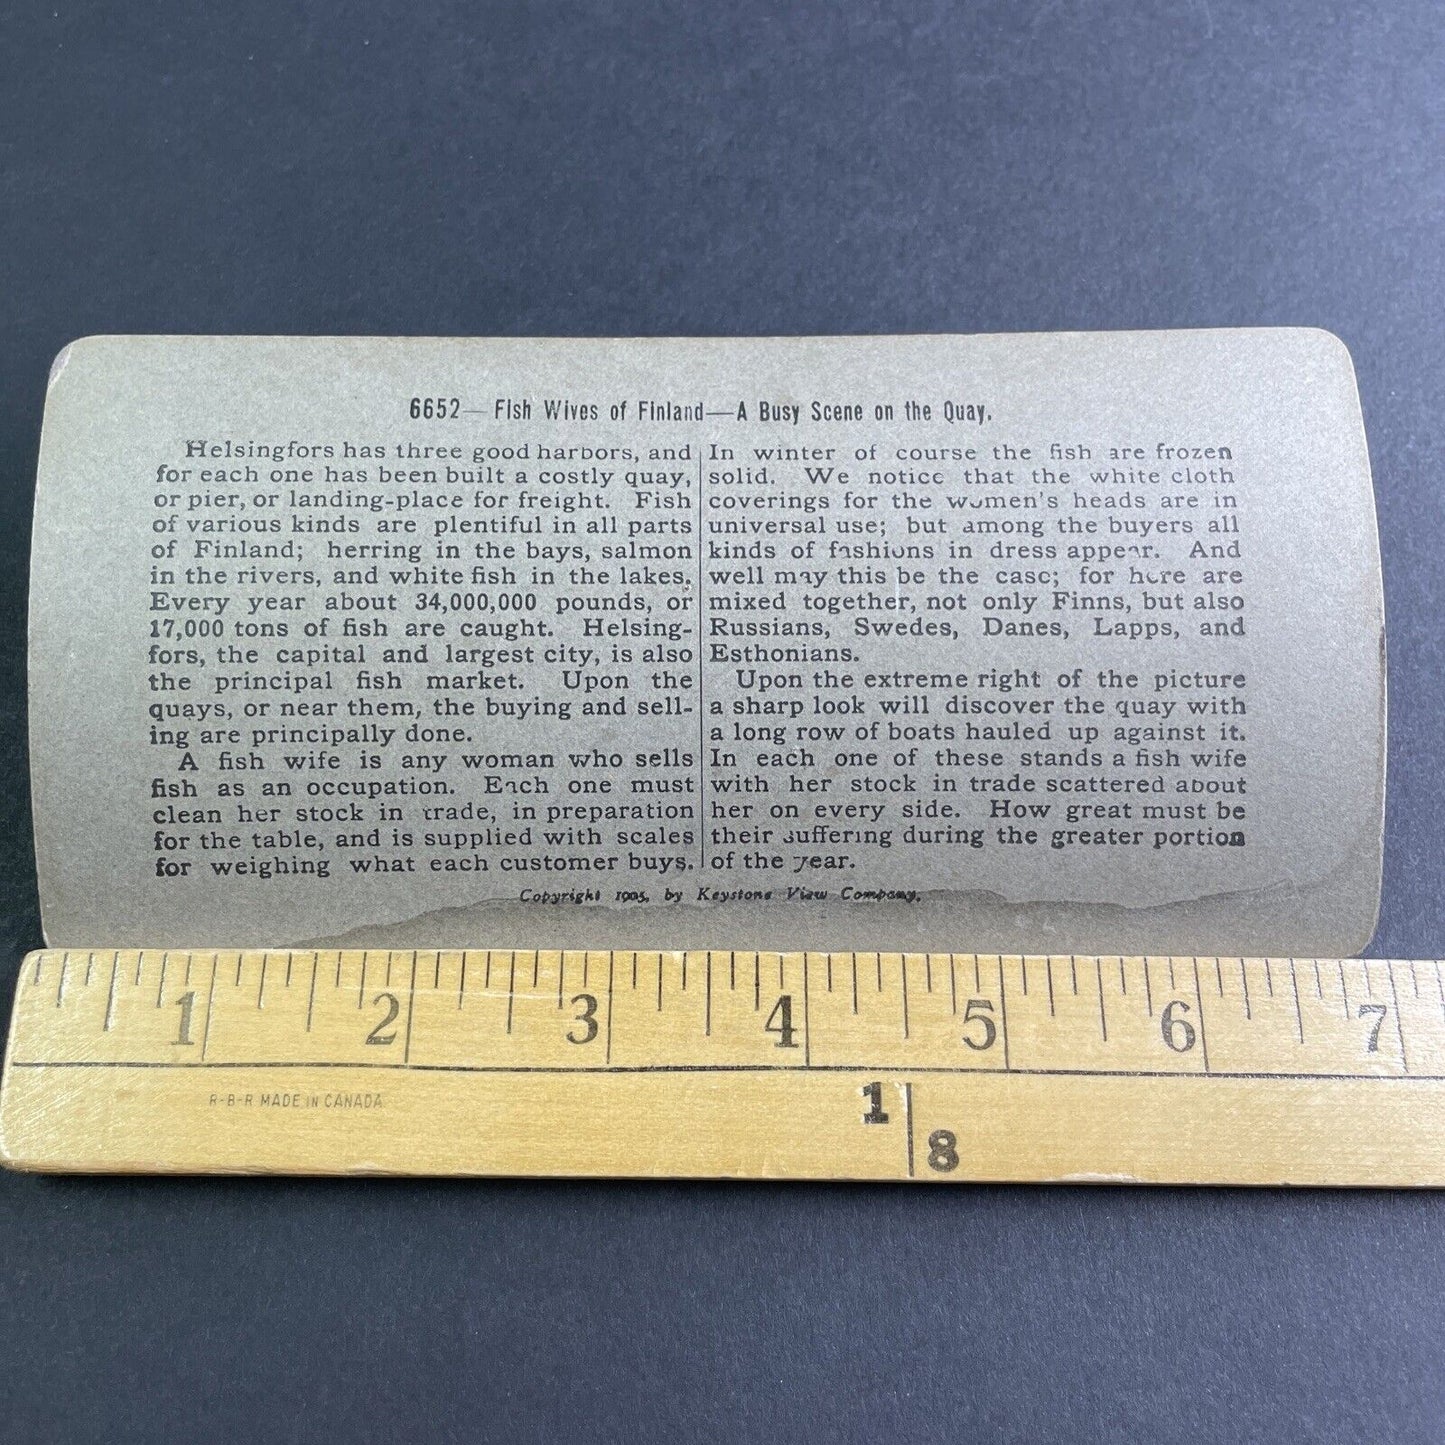 6652— Fish Wives of Finland—A Busy Scene on the Quay.
Helsingfors has three good harbors, and
for each one has been built a costly quay,
or pier, or landing-place for freight. Fish
of various kinds are plentiful in all parts
of Finland; herring in the bays, salmon
in the rivers, and white fish in the lakes.
Every year about 34,000,000 pounds, or
17,000 tons of fish are caught. Helsing-
fors, the capital and largest city, is also
the principal fish market. Upon the
quays, or near them, the buying and sell-
ing are principally done.
A fish wife is any woman who sells
fish as an occupation. Each one must
clean her stock in trade, in preparation
for the table, and is supplied with scales
for weighing what each customer buys.
In winter of course the fish are frozen
solid. We notice that the white cloth
coverings for the women's heads are in
universal use; but among the buyers all
kinds of fashions in dress appear. And
well may this be the case; for here are
mixed together, not only Finns, but also
Russians, Swedes, Danes, Lapps, and
Esthonians.
Upon the extreme right of the picture
a sharp look will discover the quay with
a long row of boats hauled up against it.
In each one of these stands a fish wife
with her stock in trade scattered about
her on every side. How great must be
their suffering during the greater portion
of the year.
Copyright 1905, by Keystone View Company.
1 2 3 4 5 6 7
R-B-R MADE IN CANADA
1
8